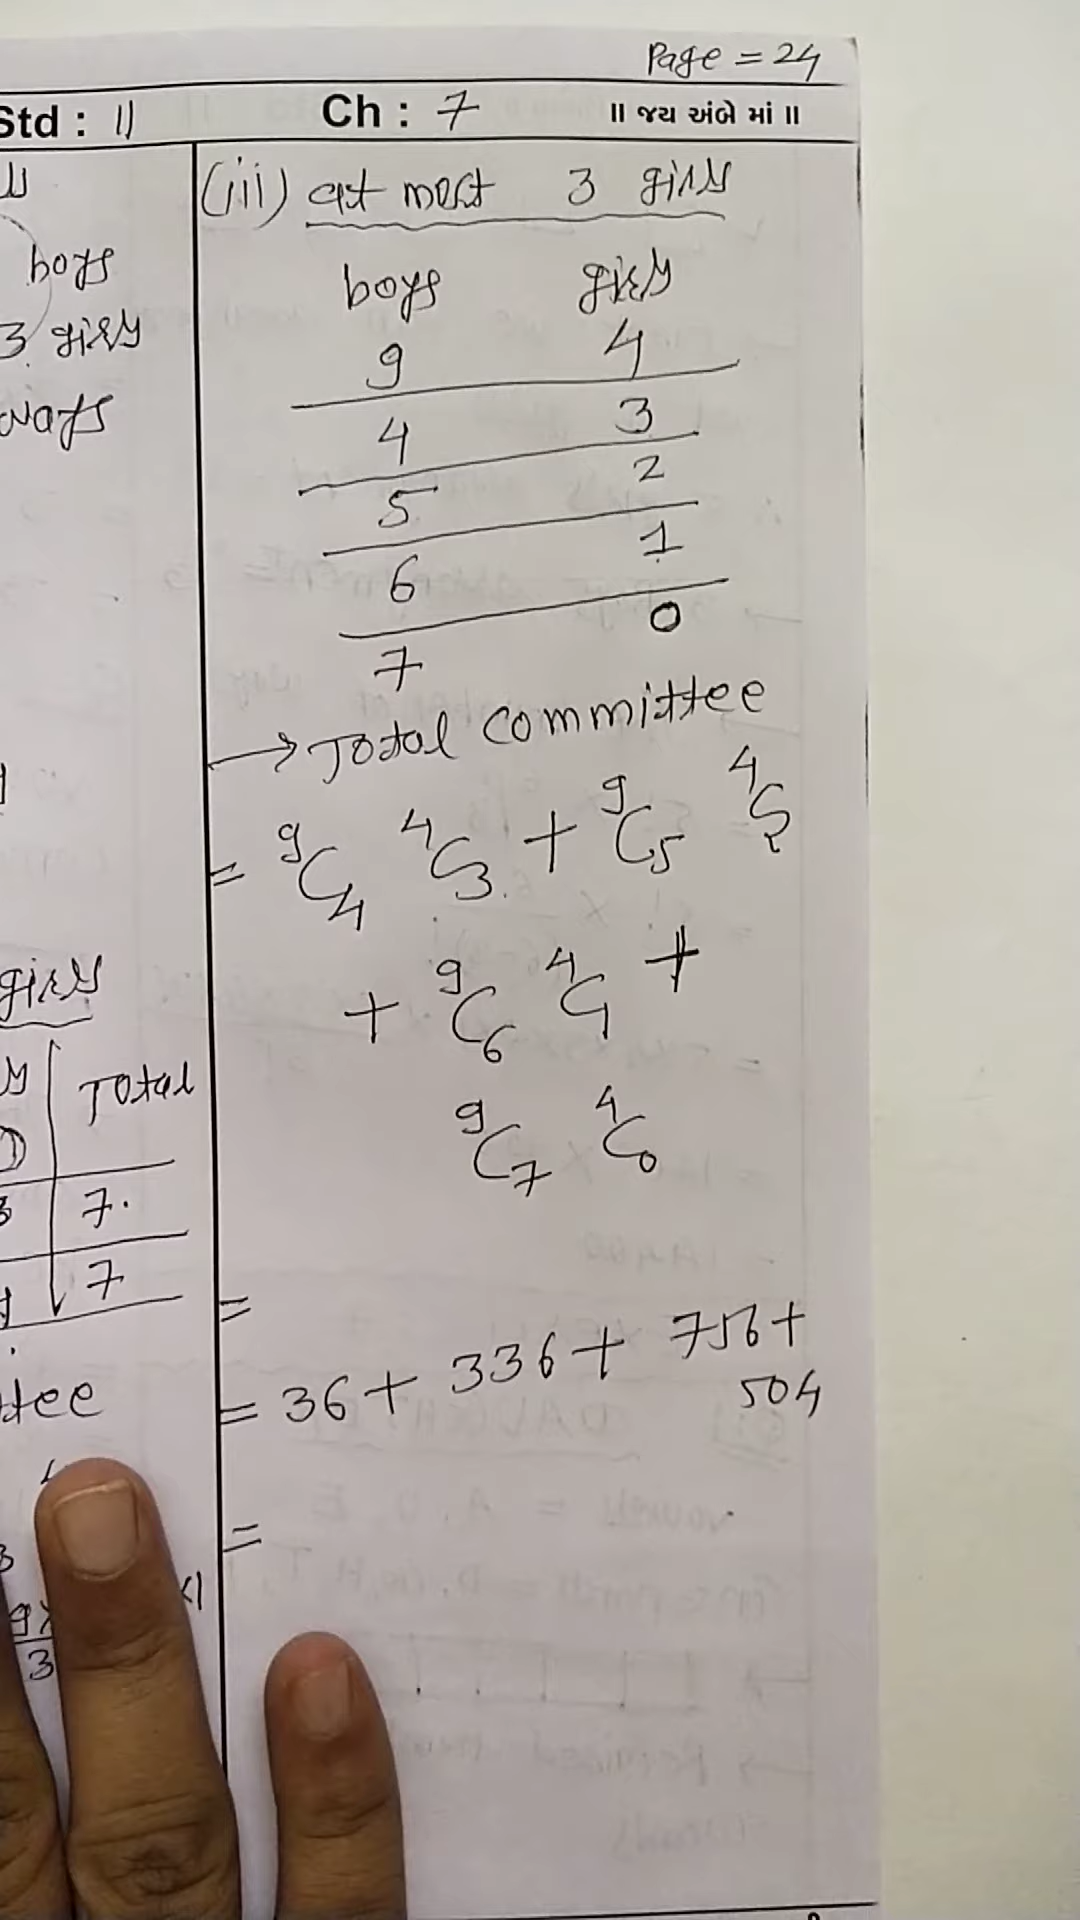 Page = 24
Std : 11
Ch : 7
॥ જય અંબે માં ॥
boys
3 girls
ways
girls
Total
7.
7
tee
(iii) at most 3 girls
boys girls
9 4
4 3
5 2
6 1
7 0
→ Total committee
= ⁹C₄ ⁴C₃ + ⁹C₅ ⁴C₂
+ ⁹C₆ ⁴C₁ +
⁹C₇ ⁴C₀
=
= 36 + 336 + 756 +
504
=